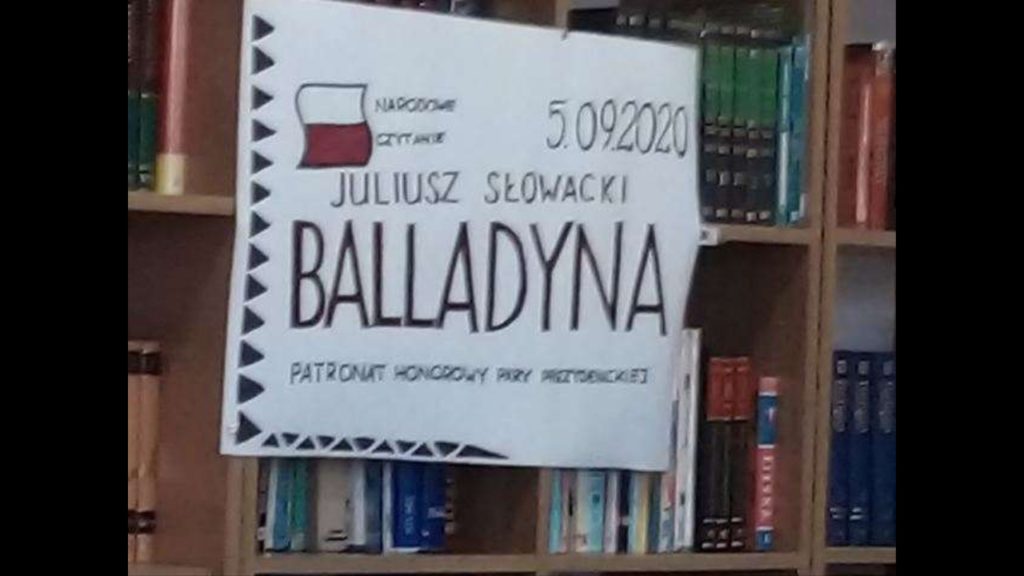 NARODOWE
CZYTANIE
5.09.2020
JULIUSZ SŁOWACKI
BALLADYNA
PATRONAT HONOROWY PARY PREZYDENCKIEJ